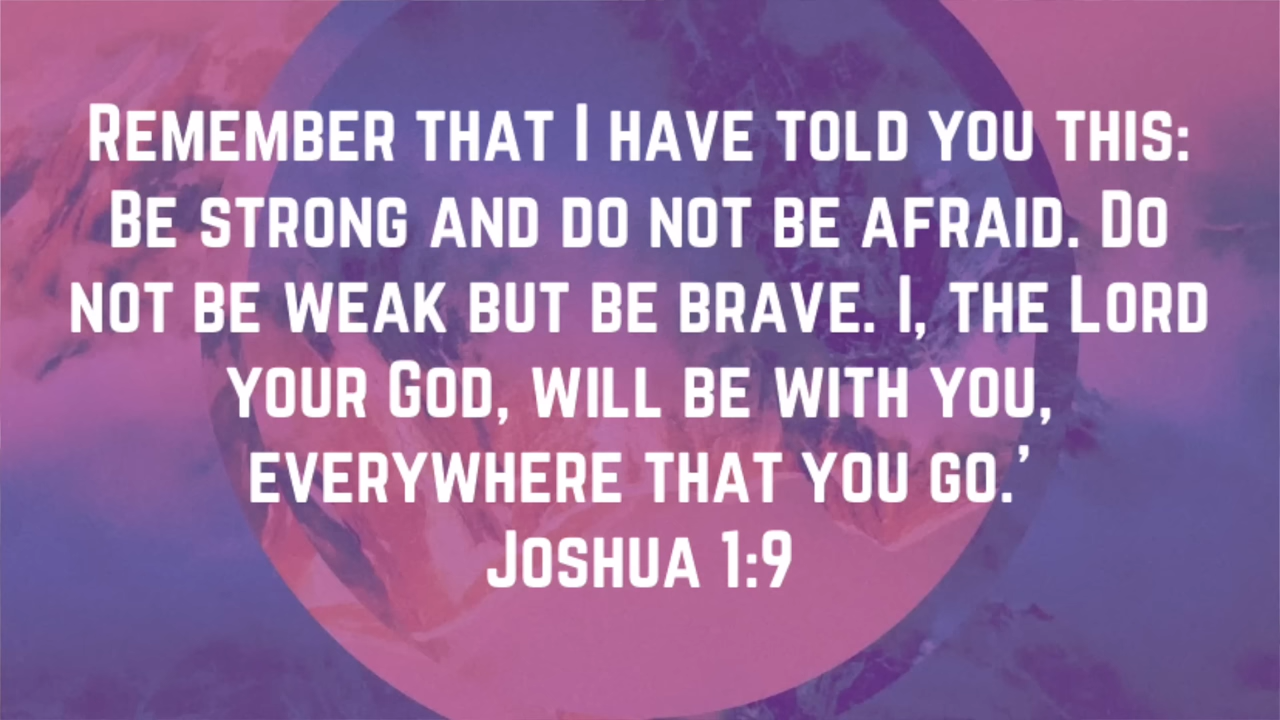 Remember that I have told you this:
Be strong and do not be afraid. Do
not be weak but be brave. I, the Lord
your God, will be with you,
everywhere that you go.’
Joshua 1:9